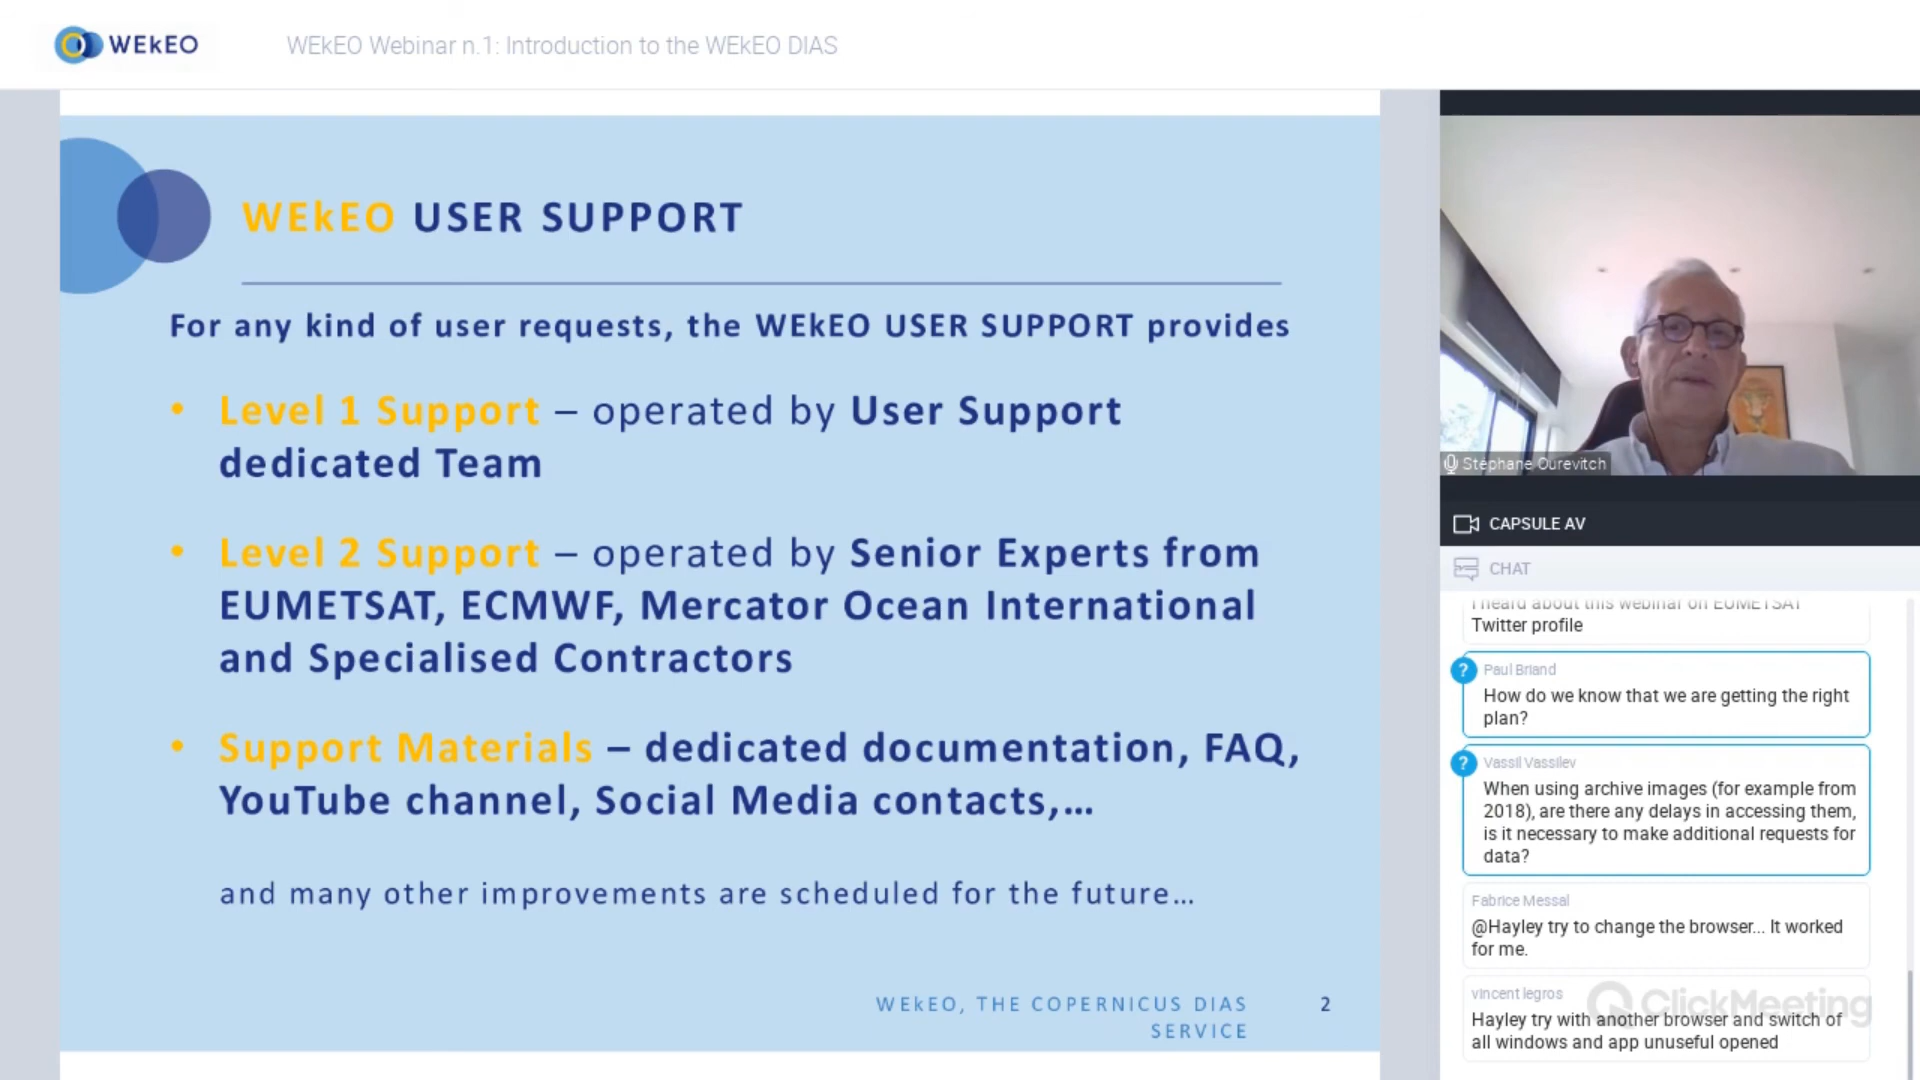 WEkEO
WEkEO Webinar n.1: Introduction to the WEkEO DIAS
WEkEO USER SUPPORT
For any kind of user requests, the WEkEO USER SUPPORT provides
• Level 1 Support – operated by User Support
dedicated Team
• Level 2 Support – operated by Senior Experts from
EUMETSAT, ECMWF, Mercator Ocean International
and Specialised Contractors
• Support Materials – dedicated documentation, FAQ,
YouTube channel, Social Media contacts,...
and many other improvements are scheduled for the future...
WEkEO, THE COPERNICUS DIAS
SERVICE
2
Stéphane Ourevitch
CAPSULE AV
CHAT
I heard about this webinar on EUMETSAT
Twitter profile
?
Paul Briand
How do we know that we are getting the right
plan?
?
Vassil Vassilev
When using archive images (for example from
2018), are there any delays in accessing them,
is it necessary to make additional requests for
data?
Fabrice Messal
@Hayley try to change the browser... It worked
for me.
vincent legros
Hayley try with another browser and switch of
all windows and app unuseful opened
ClickMeeting